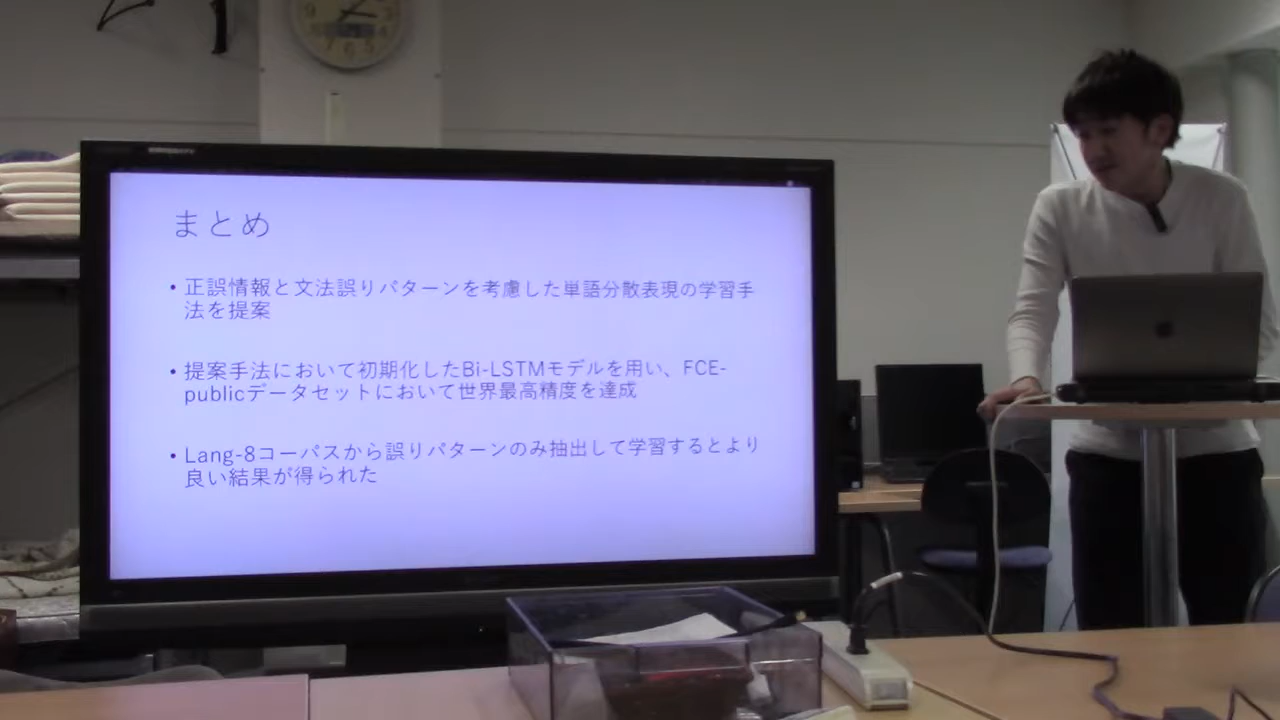 まとめ
• 正誤情報と文法誤りパターンを考慮した単語分散表現の学習手
法を提案
• 提案手法において初期化したBi-LSTMモデルを用い、FCE-
publicデータセットにおいて世界最高精度を達成
• Lang-8コーパスから誤りパターンのみ抽出して学習するとより
良い結果が得られた